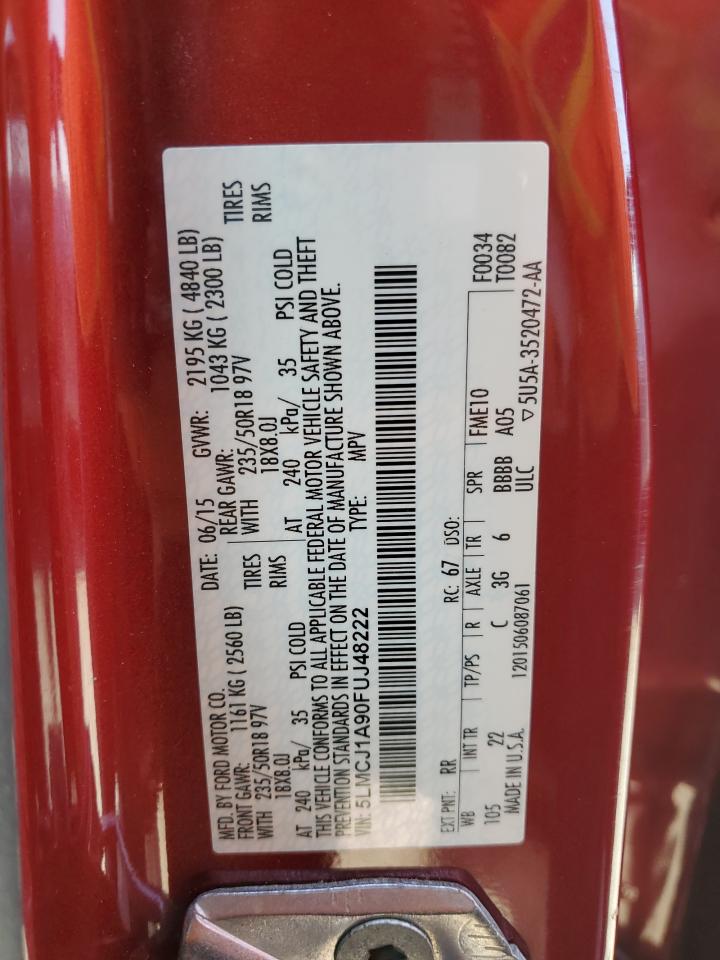 MFD. BY FORD MOTOR CO. DATE: 06/15 GVWR: 2195 KG ( 4840 LB)
FRONT GAWR: 1161 KG ( 2560 LB) REAR GAWR: 1043 KG ( 2300 LB)
WITH 235/50R18 97V TIRES WITH 235/50R18 97V TIRES
18X8.0J RIMS 18X8.0J RIMS
AT 240 kPa/ 35 PSI COLD AT 240 kPa/ 35 PSI COLD
THIS VEHICLE CONFORMS TO ALL APPLICABLE FEDERAL MOTOR VEHICLE SAFETY AND THEFT
PREVENTION STANDARDS IN EFFECT ON THE DATE OF MANUFACTURE SHOWN ABOVE.
VIN: 5LMCJ1A90FUJ48222 TYPE: MPV
EXT PNT: RR RC: 67 DSO: F0034
WB INT TR TP/PS R AXLE TR SPR FME10 T0082
105 22 C 3G 6 BBBB A05
MADE IN U.S.A. 1201506087061 ULC ▽5U5A-3520472-AA